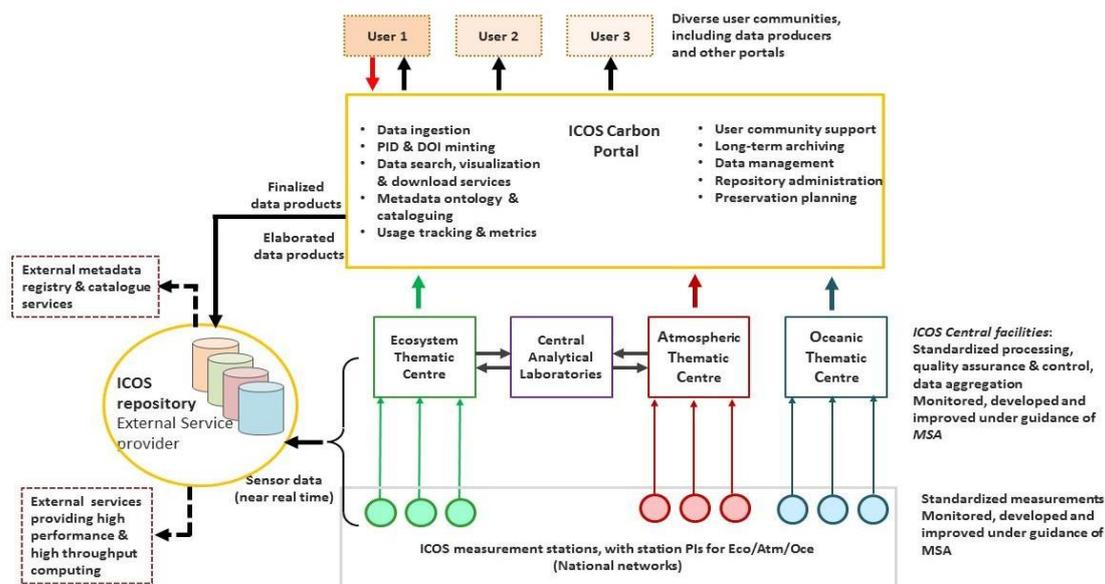 User 1
User 2
User 3
Diverse user communities,
including data producers
and other portals
• Data ingestion
• PID & DOI minting
• Data search, visualization
& download services
• Metadata ontology &
cataloguing
• Usage tracking & metrics
ICOS Carbon
Portal
• User community support
• Long-term archiving
• Data management
• Repository administration
• Preservation planning
Finalized
data products
Elaborated
data products
External metadata
registry & catalogue
services
ICOS
repository
External Service
provider
External services
providing high
performance &
high throughput
computing
Ecosystem
Thematic
Centre
Central
Analytical
Laboratories
Atmospheric
Thematic
Centre
Oceanic
Thematic
Centre
ICOS Central facilities:
Standardized processing,
quality assurance & control,
data aggregation
Monitored, developed and
improved under guidance of
MSA
Sensor data
(near real time)
ICOS measurement stations, with station PIs for Eco/Atm/Oce
(National networks)
Standardized measurements
Monitored, developed and
improved under guidance of
MSA